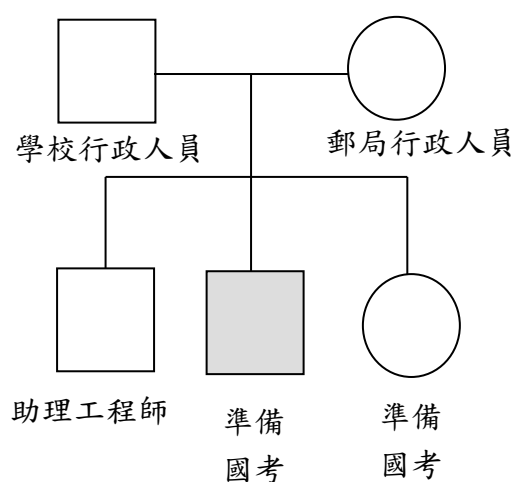 學校行政人員
郵局行政人員
助理工程師
準備
國考
準備
國考